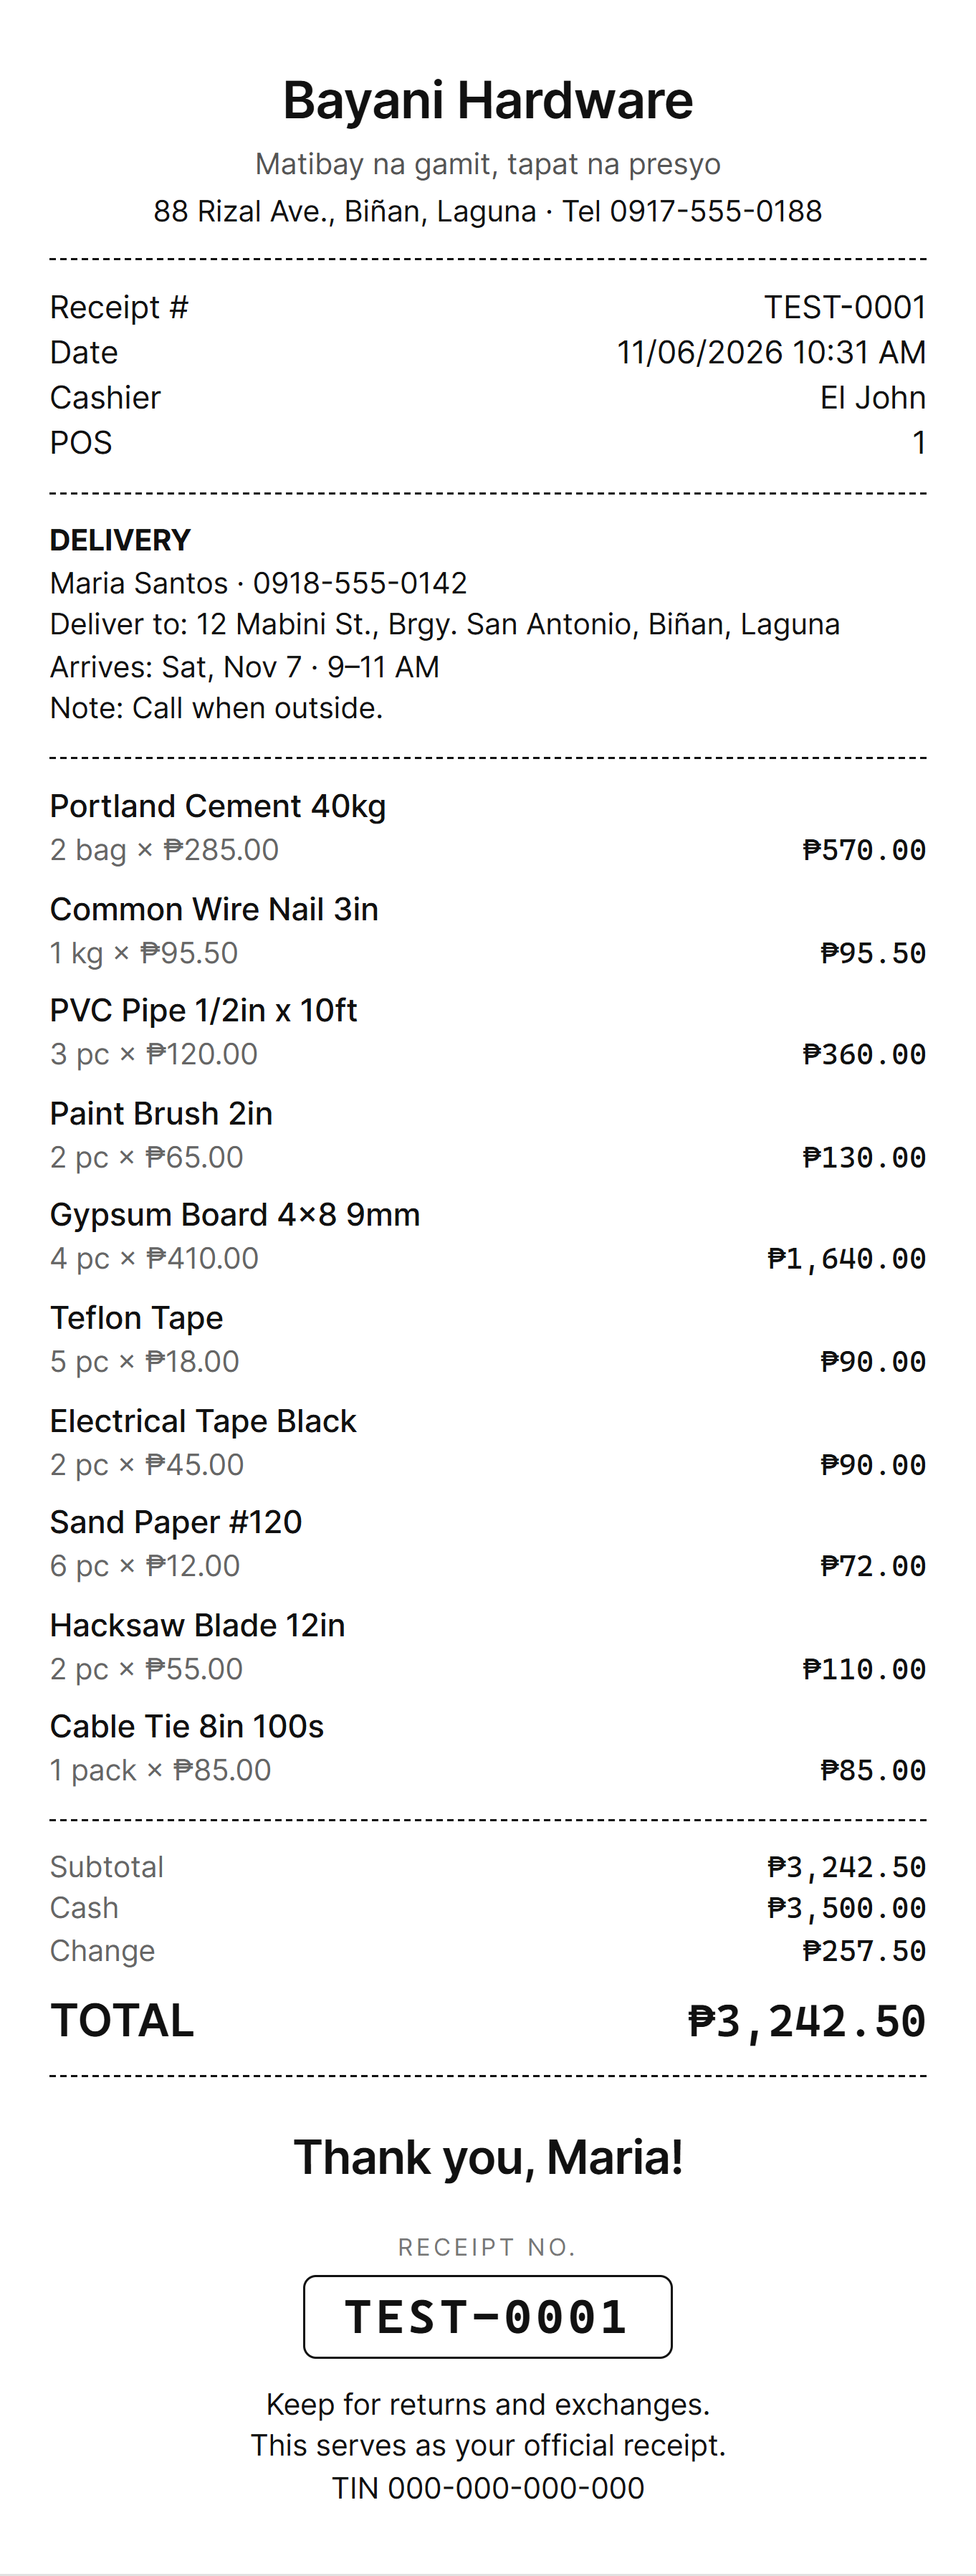 Bayani Hardware
Matibay na gamit, tapat na presyo
88 Rizal Ave., Biñan, Laguna · Tel 0917-555-0188
Receipt # TEST-0001
Date 11/06/2026 10:31 AM
Cashier El John
POS 1
DELIVERY
Maria Santos · 0918-555-0142
Deliver to: 12 Mabini St., Brgy. San Antonio, Biñan, Laguna
Arrives: Sat, Nov 7 · 9–11 AM
Note: Call when outside.
Portland Cement 40kg
2 bag × ₱285.00 ₱570.00
Common Wire Nail 3in
1 kg × ₱95.50 ₱95.50
PVC Pipe 1/2in x 10ft
3 pc × ₱120.00 ₱360.00
Paint Brush 2in
2 pc × ₱65.00 ₱130.00
Gypsum Board 4×8 9mm
4 pc × ₱410.00 ₱1,640.00
Teflon Tape
5 pc × ₱18.00 ₱90.00
Electrical Tape Black
2 pc × ₱45.00 ₱90.00
Sand Paper #120
6 pc × ₱12.00 ₱72.00
Hacksaw Blade 12in
2 pc × ₱55.00 ₱110.00
Cable Tie 8in 100s
1 pack × ₱85.00 ₱85.00
Subtotal ₱3,242.50
Cash ₱3,500.00
Change ₱257.50
TOTAL ₱3,242.50
Thank you, Maria!
RECEIPT NO.
TEST-0001
Keep for returns and exchanges.
This serves as your official receipt.
TIN 000-000-000-000